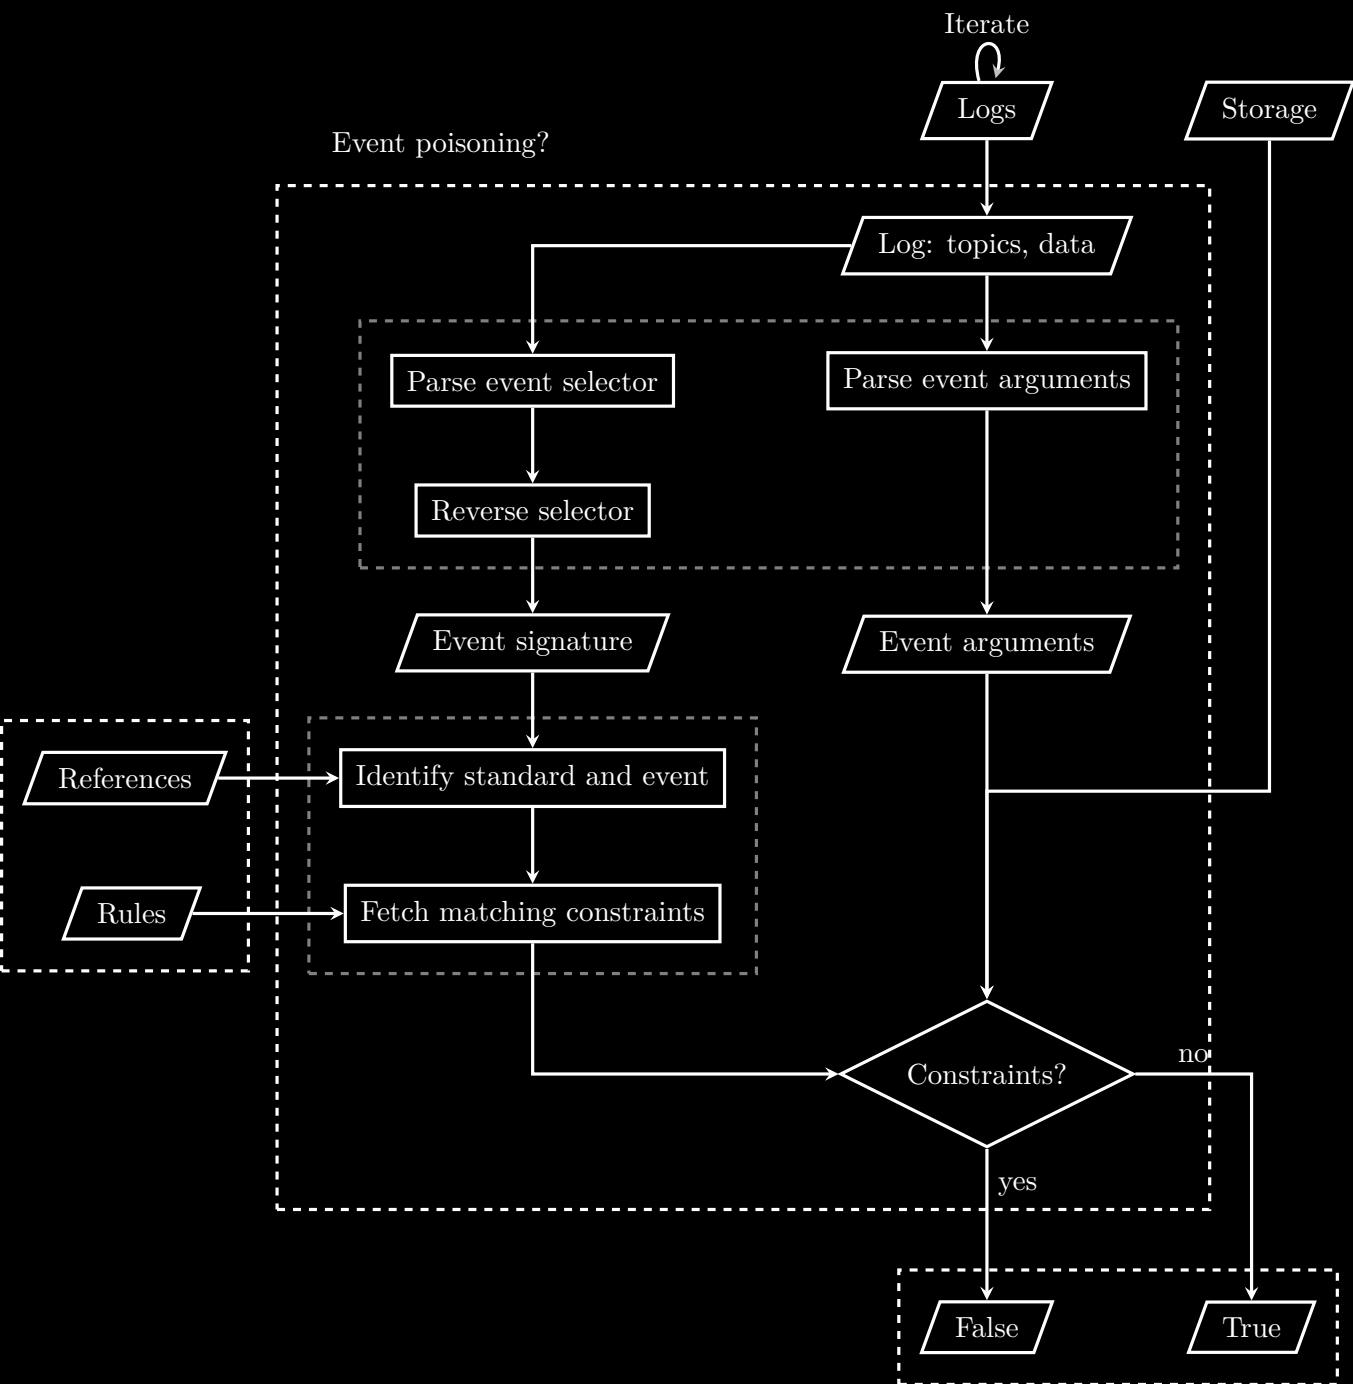 Iterate
Logs
Storage
Event poisoning?
Log: topics, data
Parse event selector
Parse event arguments
Reverse selector
Event signature
Event arguments
References
Identify standard and event
Rules
Fetch matching constraints
no
Constraints?
yes
False
True